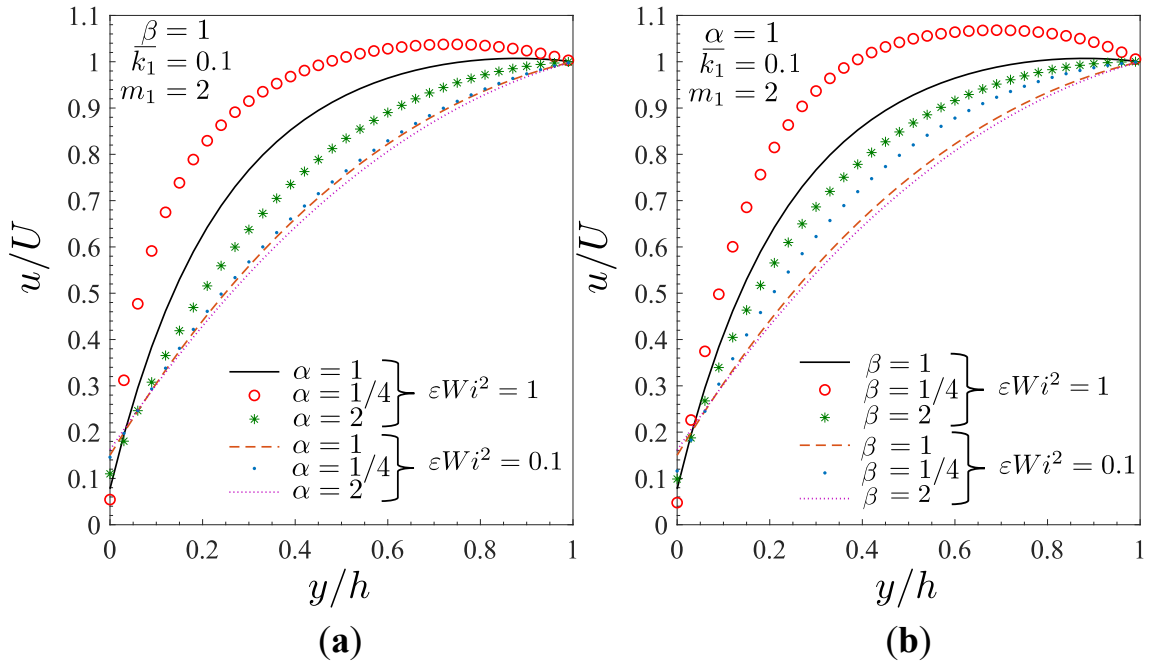 β = 1
k̄₁ = 0.1
m₁ = 2
1.1
1
0.9
0.8
0.7
0.6
0.5
0.4
0.3
0.2
0.1
0
u/U
α = 1
α = 1/4
α = 2
εWi² = 1
α = 1
α = 1/4
α = 2
εWi² = 0.1
0 0.2 0.4 0.6 0.8 1
y/h
(a)
α = 1
k̄₁ = 0.1
m₁ = 2
1.1
1
0.9
0.8
0.7
0.6
0.5
0.4
0.3
0.2
0.1
0
u/U
β = 1
β = 1/4
β = 2
εWi² = 1
β = 1
β = 1/4
β = 2
εWi² = 0.1
0 0.2 0.4 0.6 0.8 1
y/h
(b)